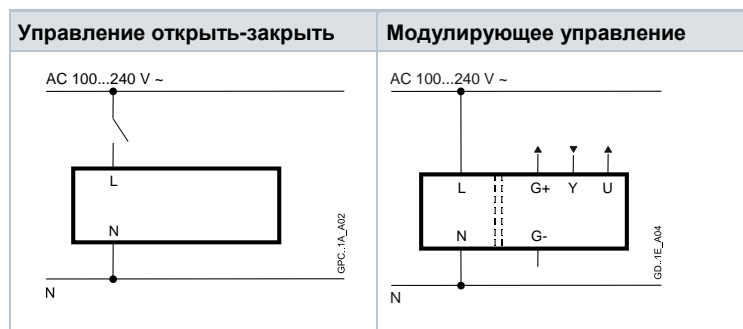 Управление открыть-закрыть
Модулирующее управление
AC 100...240 V ~
L
N
N
GPC..1A_A02
AC 100...240 V ~
L
G+
Y
U
N
G-
N
GD..1E_A04